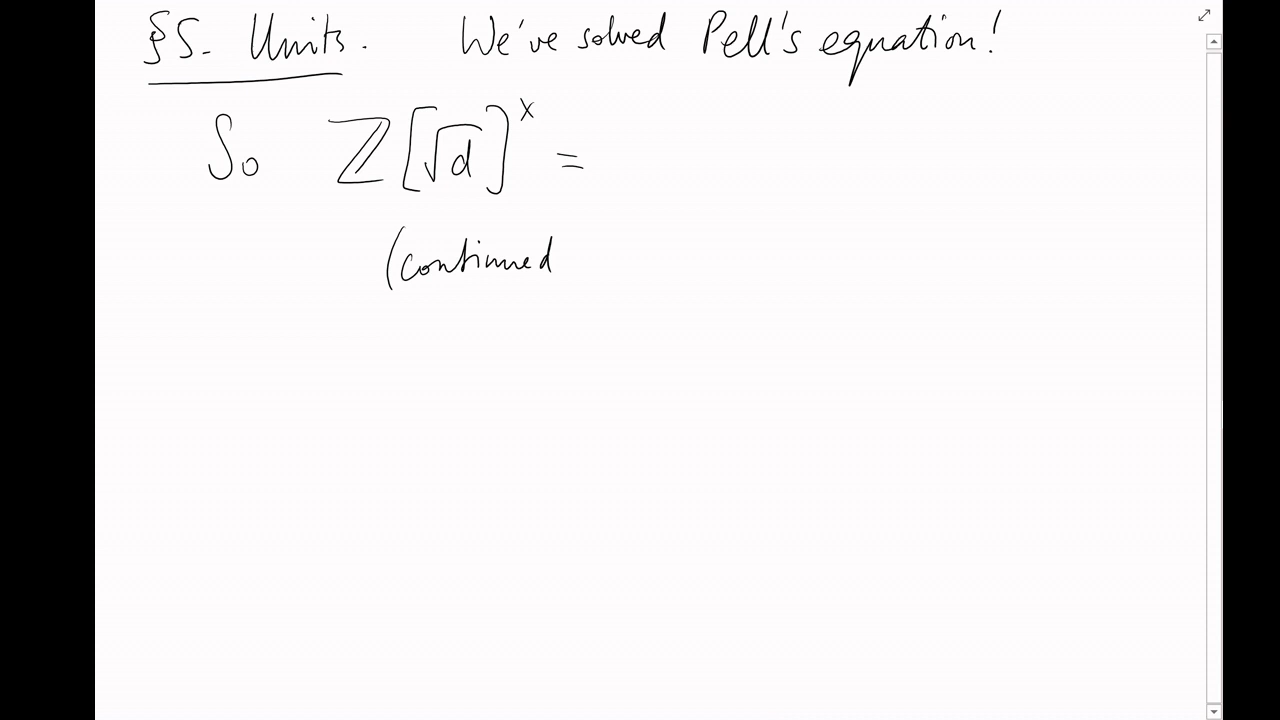 §5. Units. We've solved Pell's equation!
So ℤ[√d]^× =
(continued